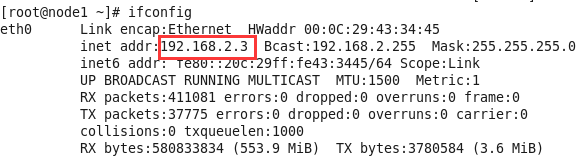 [root@node1 ~]# ifconfig
eth0 Link encap:Ethernet HWaddr 00:0C:29:43:34:45
inet addr:192.168.2.3 Bcast:192.168.2.255 Mask:255.255.255.0
inet6 addr: fe80::20c:29ff:fe43:3445/64 Scope:Link
UP BROADCAST RUNNING MULTICAST MTU:1500 Metric:1
RX packets:411081 errors:0 dropped:0 overruns:0 frame:0
TX packets:37775 errors:0 dropped:0 overruns:0 carrier:0
collisions:0 txqueuelen:1000
RX bytes:580833834 (553.9 MiB) TX bytes:3780584 (3.6 MiB)